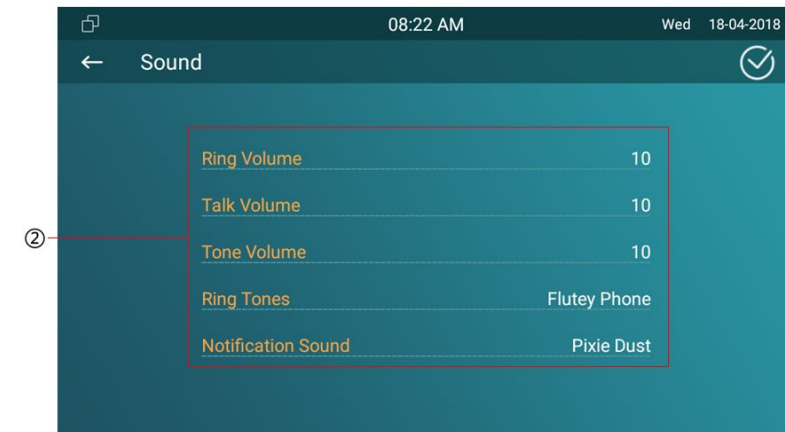 08:22 AM Wed 18-04-2018
Sound
Ring Volume 10
Talk Volume 10
② Tone Volume 10
Ring Tones Flutey Phone
Notification Sound Pixie Dust